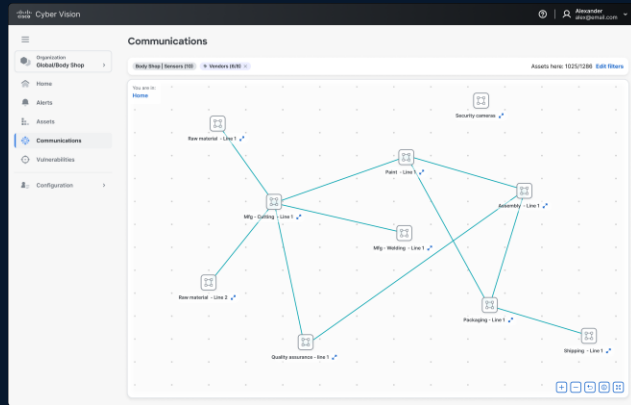 cisco Cyber Vision
Alexander
alex@email.com
Organization
Global/Body Shop
Home
Alerts
Assets
Communications
Vulnerabilities
Configuration
Communications
Body Shop | Sensors (13)
Vendors (4/6)
Assets here: 1025/1286 Edit filters
You are in:
Home
Security cameras
Raw material - Line 1
Paint - Line 1
Assembly - Line 1
Mfg - Cutting - Line 1
Mfg - Welding - Line 1
Raw material - Line 2
Packaging - Line 1
Shipping - Line 1
Quality assurance - line 1